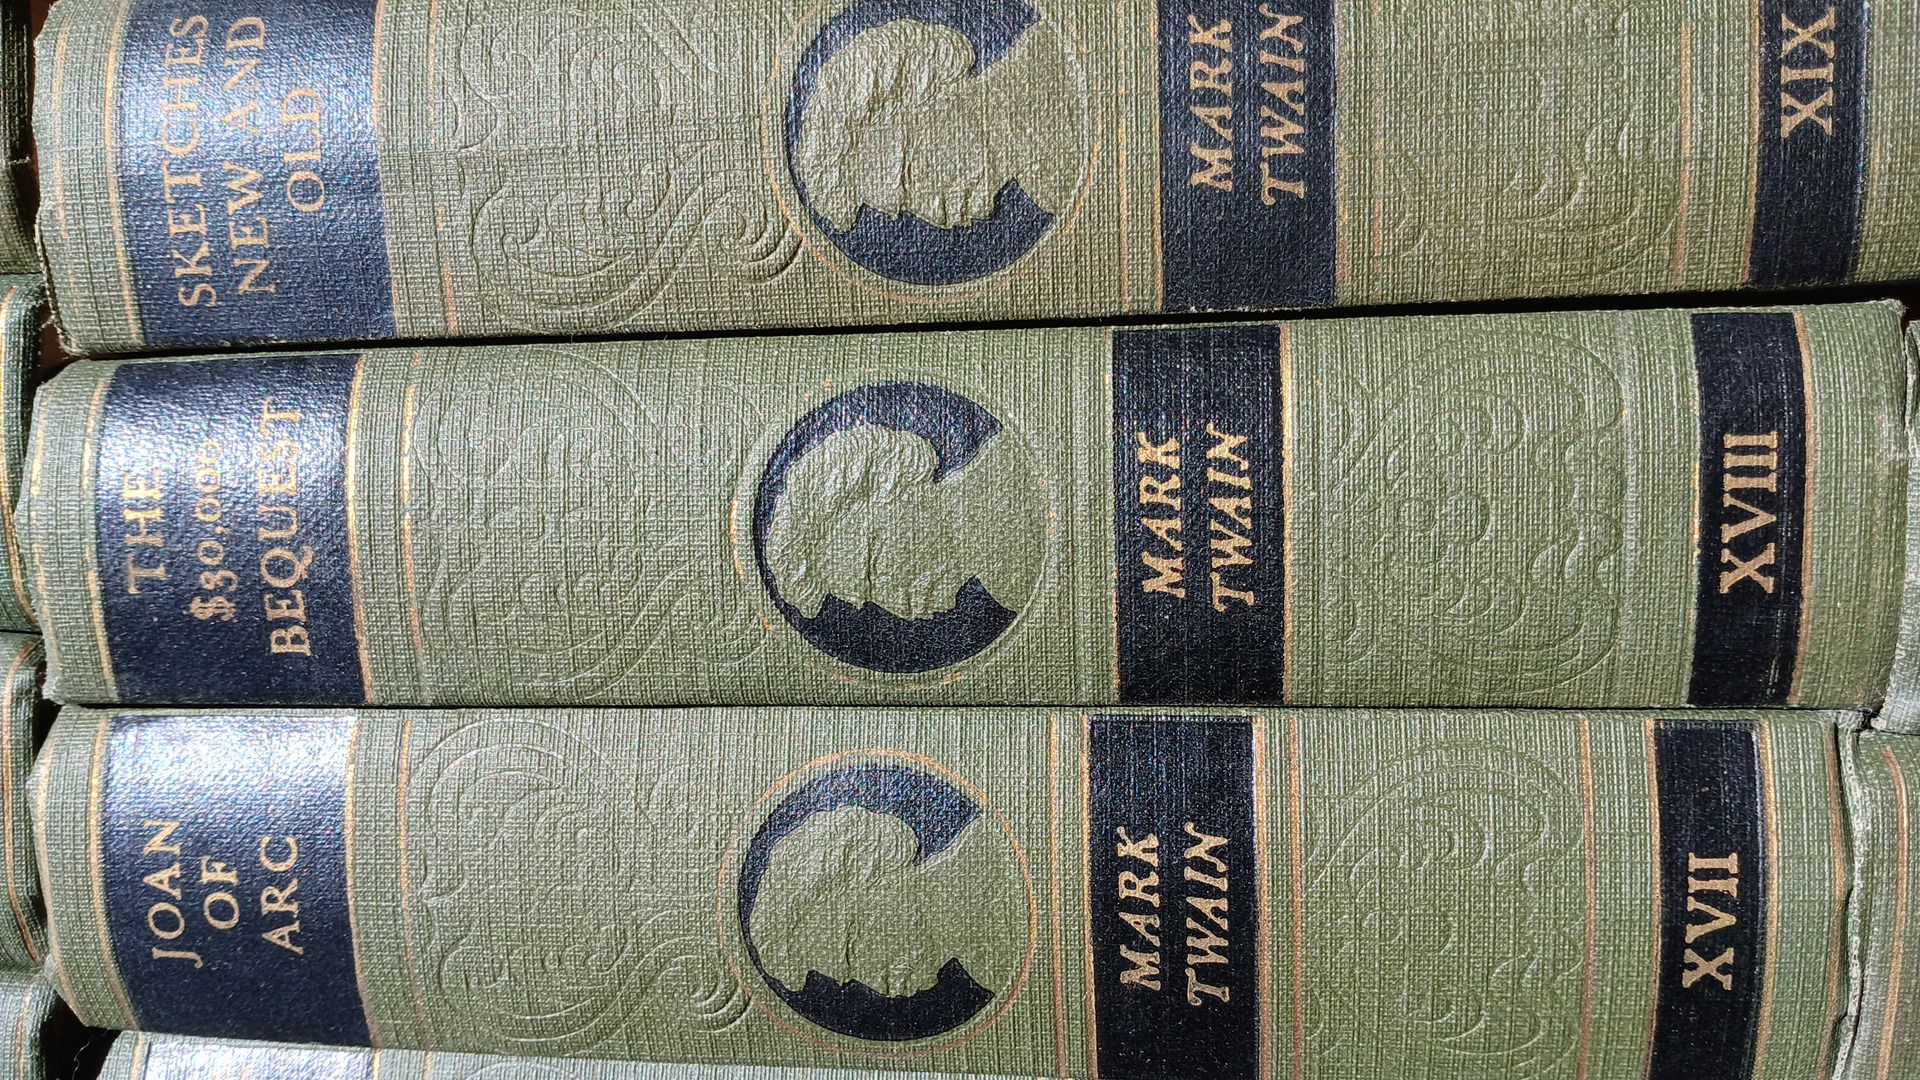 SKETCHES
NEW AND
OLD
MARK
TWAIN
XIX
THE
$30,000
BEQUEST
MARK
TWAIN
XVIII
JOAN
OF
ARC
MARK
TWAIN
XVII